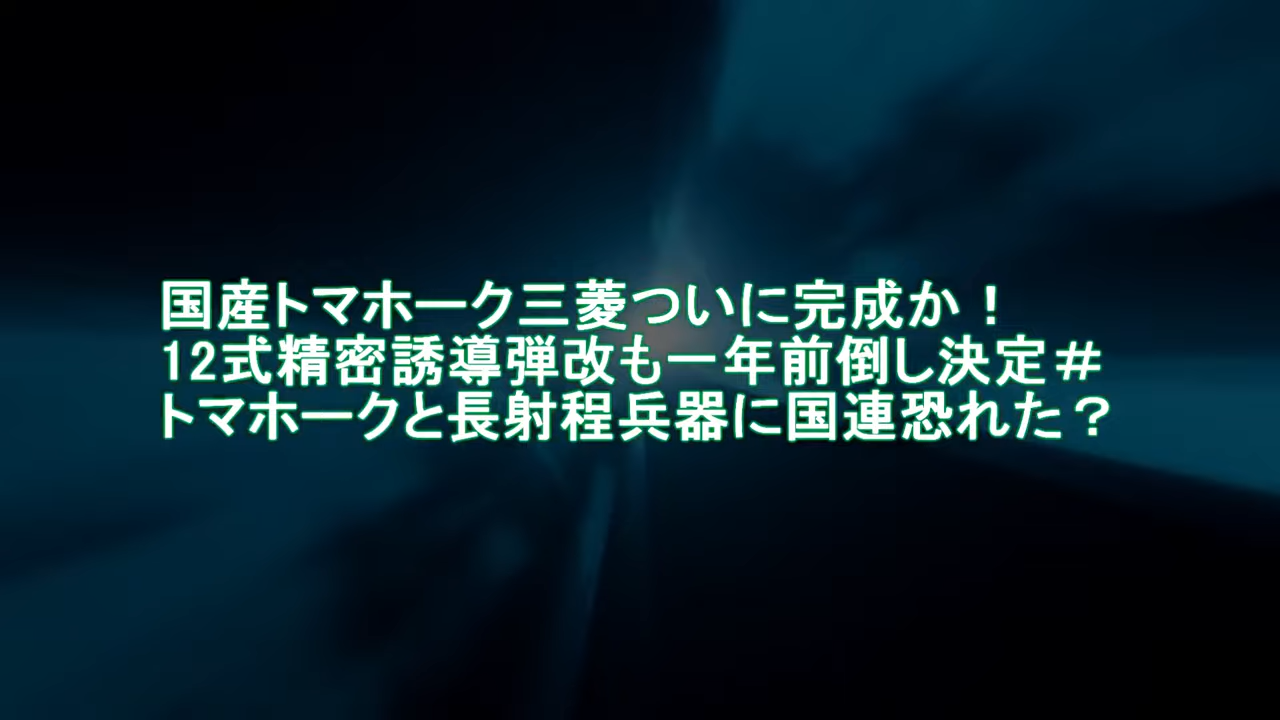 国産トマホーク三菱ついに完成か！
12式精密誘導弾改も一年前倒し決定＃
トマホークと長射程兵器に国連恐れた？